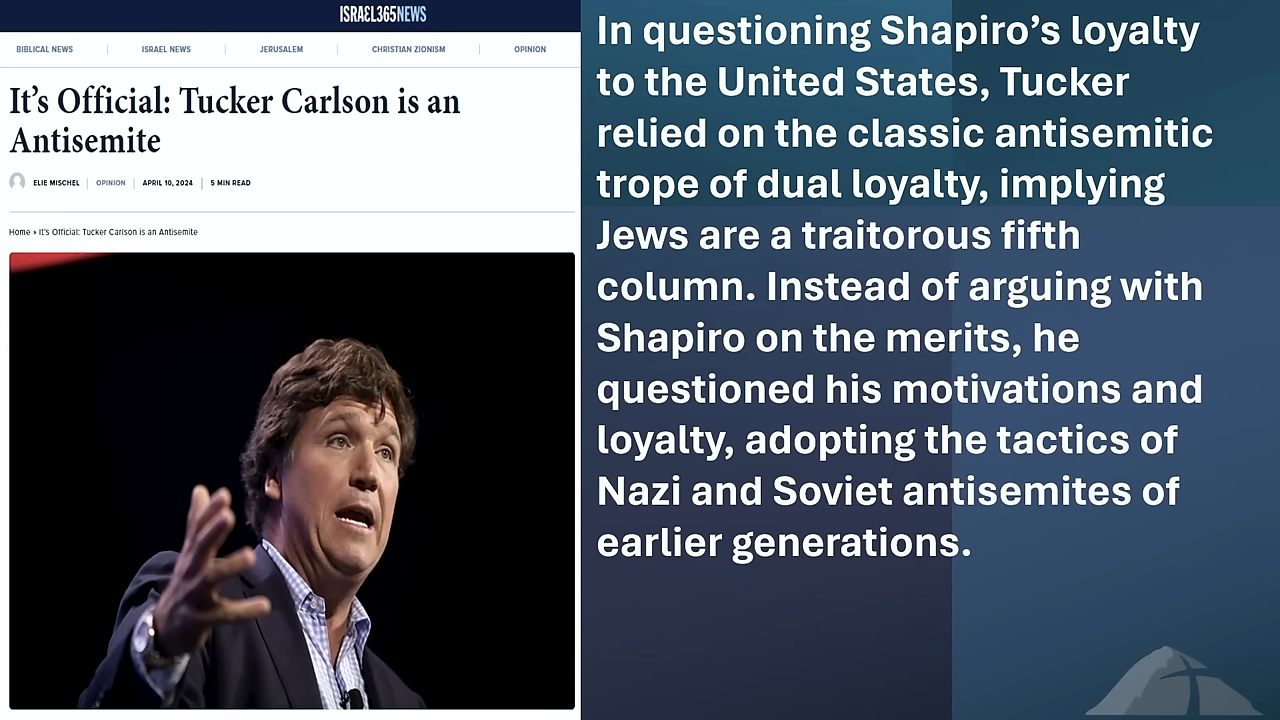 ISRAEL365NEWS
BIBLICAL NEWS
ISRAEL NEWS
JERUSALEM
CHRISTIAN ZIONISM
OPINION
It’s Official: Tucker Carlson is an
Antisemite
ELIE MISCHEL | OPINION | APRIL 10, 2024 | 5 MIN READ
Home » It’s Official: Tucker Carlson is an Antisemite
In questioning Shapiro’s loyalty
to the United States, Tucker
relied on the classic antisemitic
trope of dual loyalty, implying
Jews are a traitorous fifth
column. Instead of arguing with
Shapiro on the merits, he
questioned his motivations and
loyalty, adopting the tactics of
Nazi and Soviet antisemites of
earlier generations.